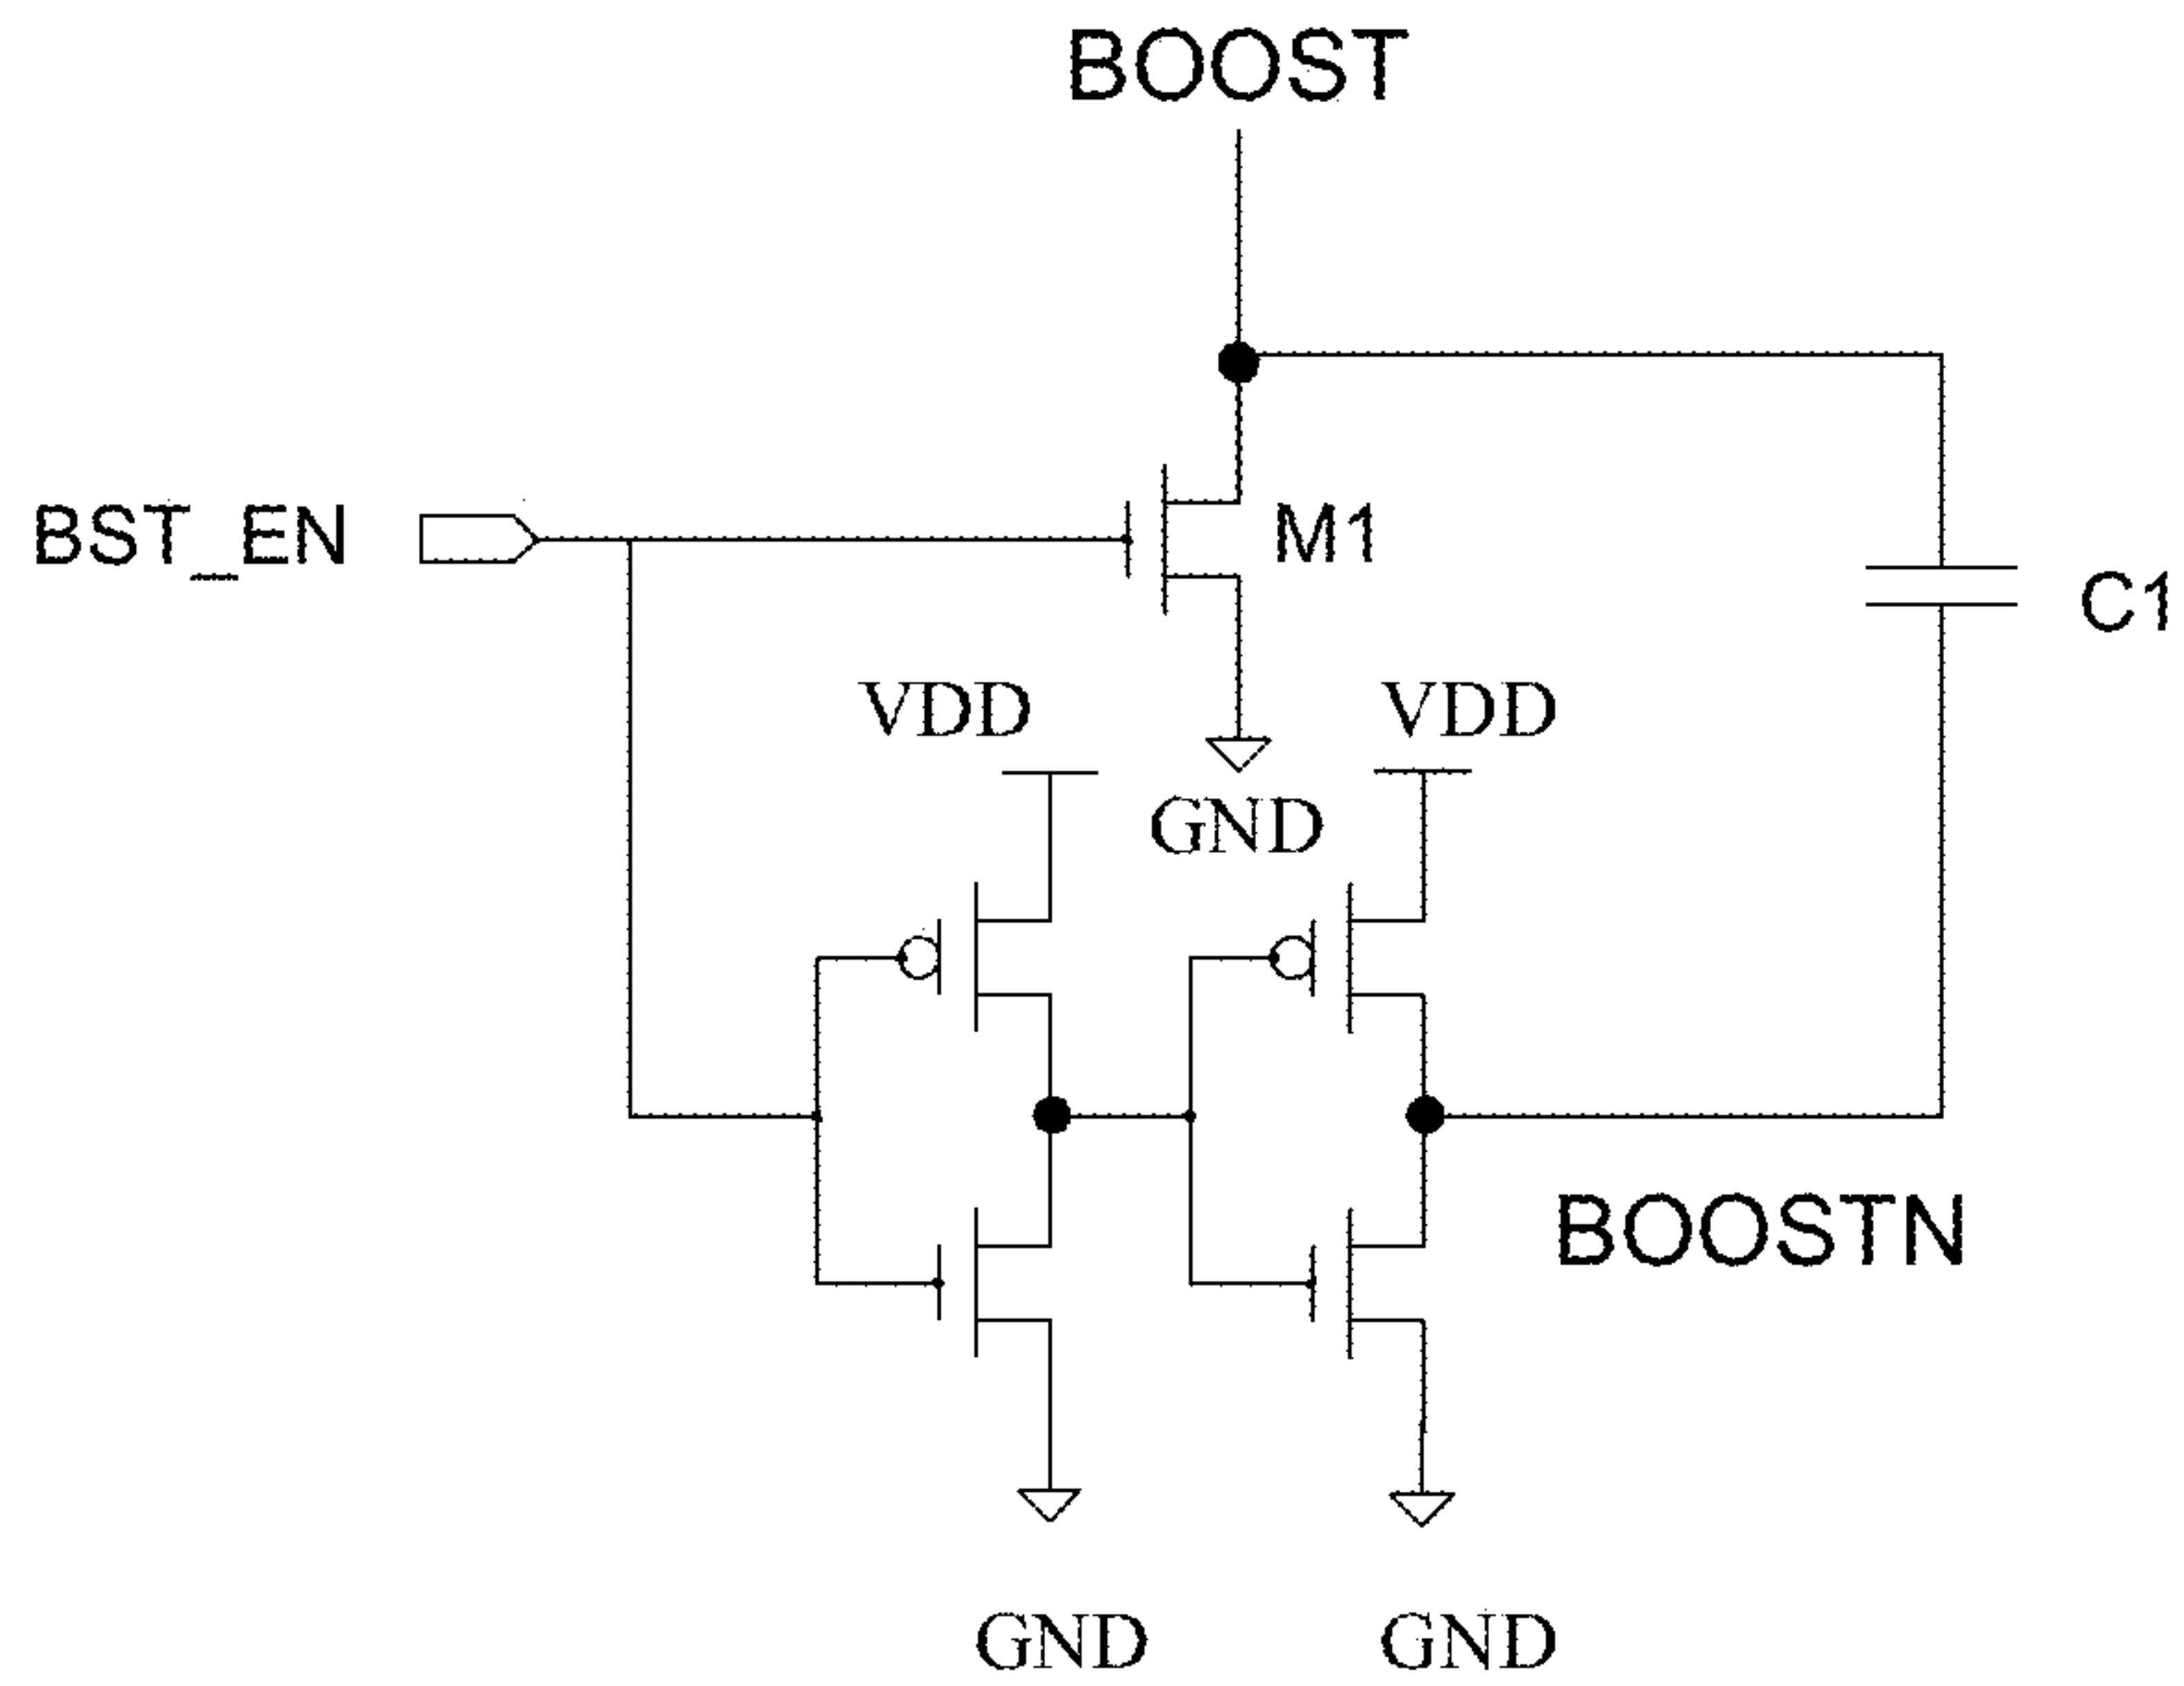 BOOST
BST_EN
M1
C1
VDD
VDD
GND
BOOSTN
GND
GND